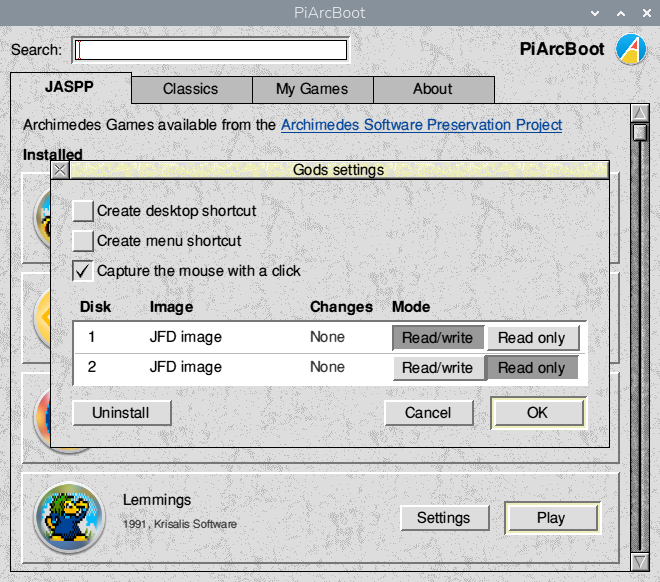 PiArcBoot
Search: PiArcBoot
JASPP Classics My Games About
Archimedes Games available from the Archimedes Software Preservation Project
Installed
Gods settings
Create desktop shortcut
Create menu shortcut
Capture the mouse with a click
Disk Image Changes Mode
1 JFD image None Read/write Read only
2 JFD image None Read/write Read only
Uninstall Cancel OK
Lemmings
1991, Krisalis Software
Settings Play